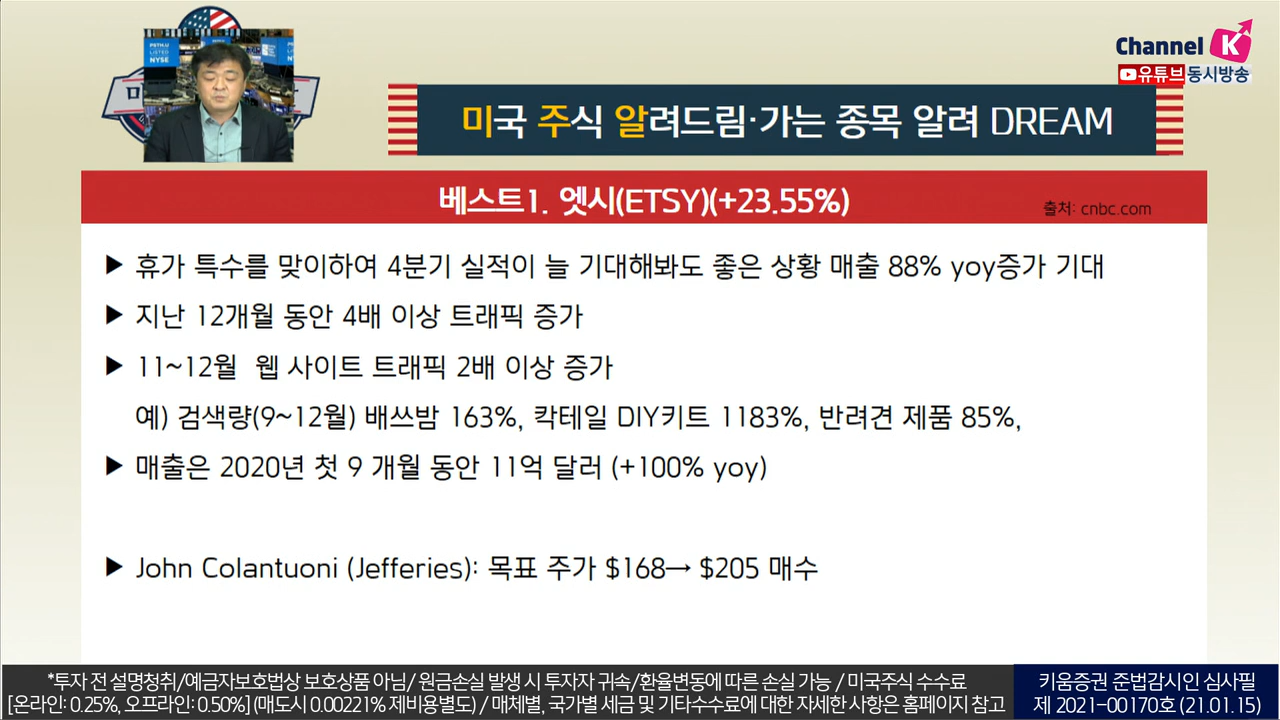 PSTH.U
LISTED
NYSE
Channel K
유튜브 동시방송
미국 주식 알려드림·가는 종목 알려 DREAM
베스트1. 엣시(ETSY)(+23.55%)
출처: cnbc.com
▶ 휴가 특수를 맞이하여 4분기 실적이 늘 기대해봐도 좋은 상황 매출 88% yoy증가 기대
▶ 지난 12개월 동안 4배 이상 트래픽 증가
▶ 11~12월 웹 사이트 트래픽 2배 이상 증가
예) 검색량(9~12월) 배쓰밤 163%, 칵테일 DIY키트 1183%, 반려견 제품 85%,
▶ 매출은 2020년 첫 9 개월 동안 11억 달러 (+100% yoy)
▶ John Colantuoni (Jefferies): 목표 주가 $168→ $205 매수
*투자 전 설명청취/예금자보호법상 보호상품 아님/ 원금손실 발생 시 투자자 귀속/환율변동에 따른 손실 가능 / 미국주식 수수료
[온라인: 0.25%, 오프라인: 0.50%] (매도시 0.00221% 제비용별도) / 매체별, 국가별 세금 및 기타수수료에 대한 자세한 사항은 홈페이지 참고
키움증권 준법감시인 심사필
제 2021-00170호 (21.01.15)